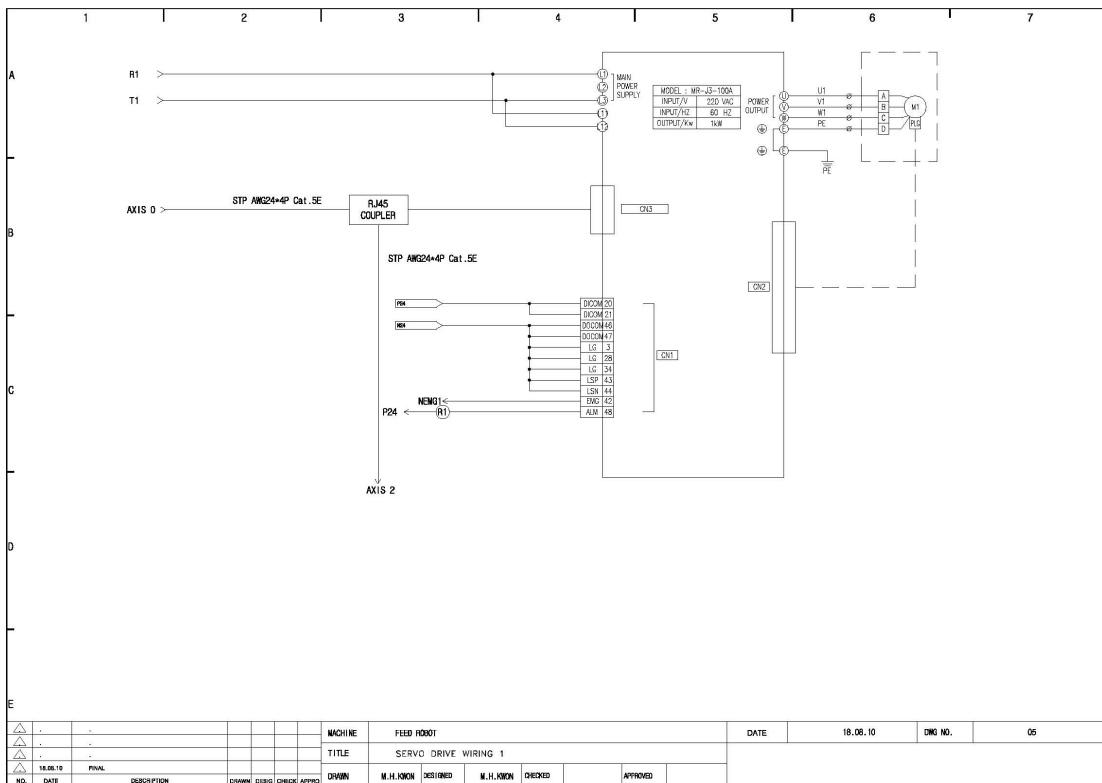 1 2 3 4 5 6 7
A
B
C
D
E
R1
T1
L1
L2
L3
L11
L12
MAIN
POWER
SUPPLY
MODEL : MR-J3-100A
INPUT/V 220 VAC
INPUT/HZ 60 HZ
OUTPUT/Kw 1kW
POWER
OUTPUT
U U1 A
V V1 B
W W1 C
E PE D
E
PE
M1
PLG
AXIS 0
STP AWG24*4P Cat.5E
RJ45
COUPLER
CN3
STP AWG24*4P Cat.5E
CN2
P24
N24
DICOM 20
DICOM 21
DOCOM 46
DOCOM 47
LG 3
LG 28
LG 34
LSP 43
LSN 44
EMG 42
ALM 48
CN1
NEMG1
P24
R1
AXIS 2
18.08.10 FINAL
NO. DATE DESCRIPTION DRAWN DESIG CHECK APPRO
MACHINE FEED ROBOT
TITLE SERVO DRIVE WIRING 1
DRAWN M.H.KWON DESIGNED M.H.KWON CHECKED APPROVED
DATE 18.08.10 DWG NO. 05